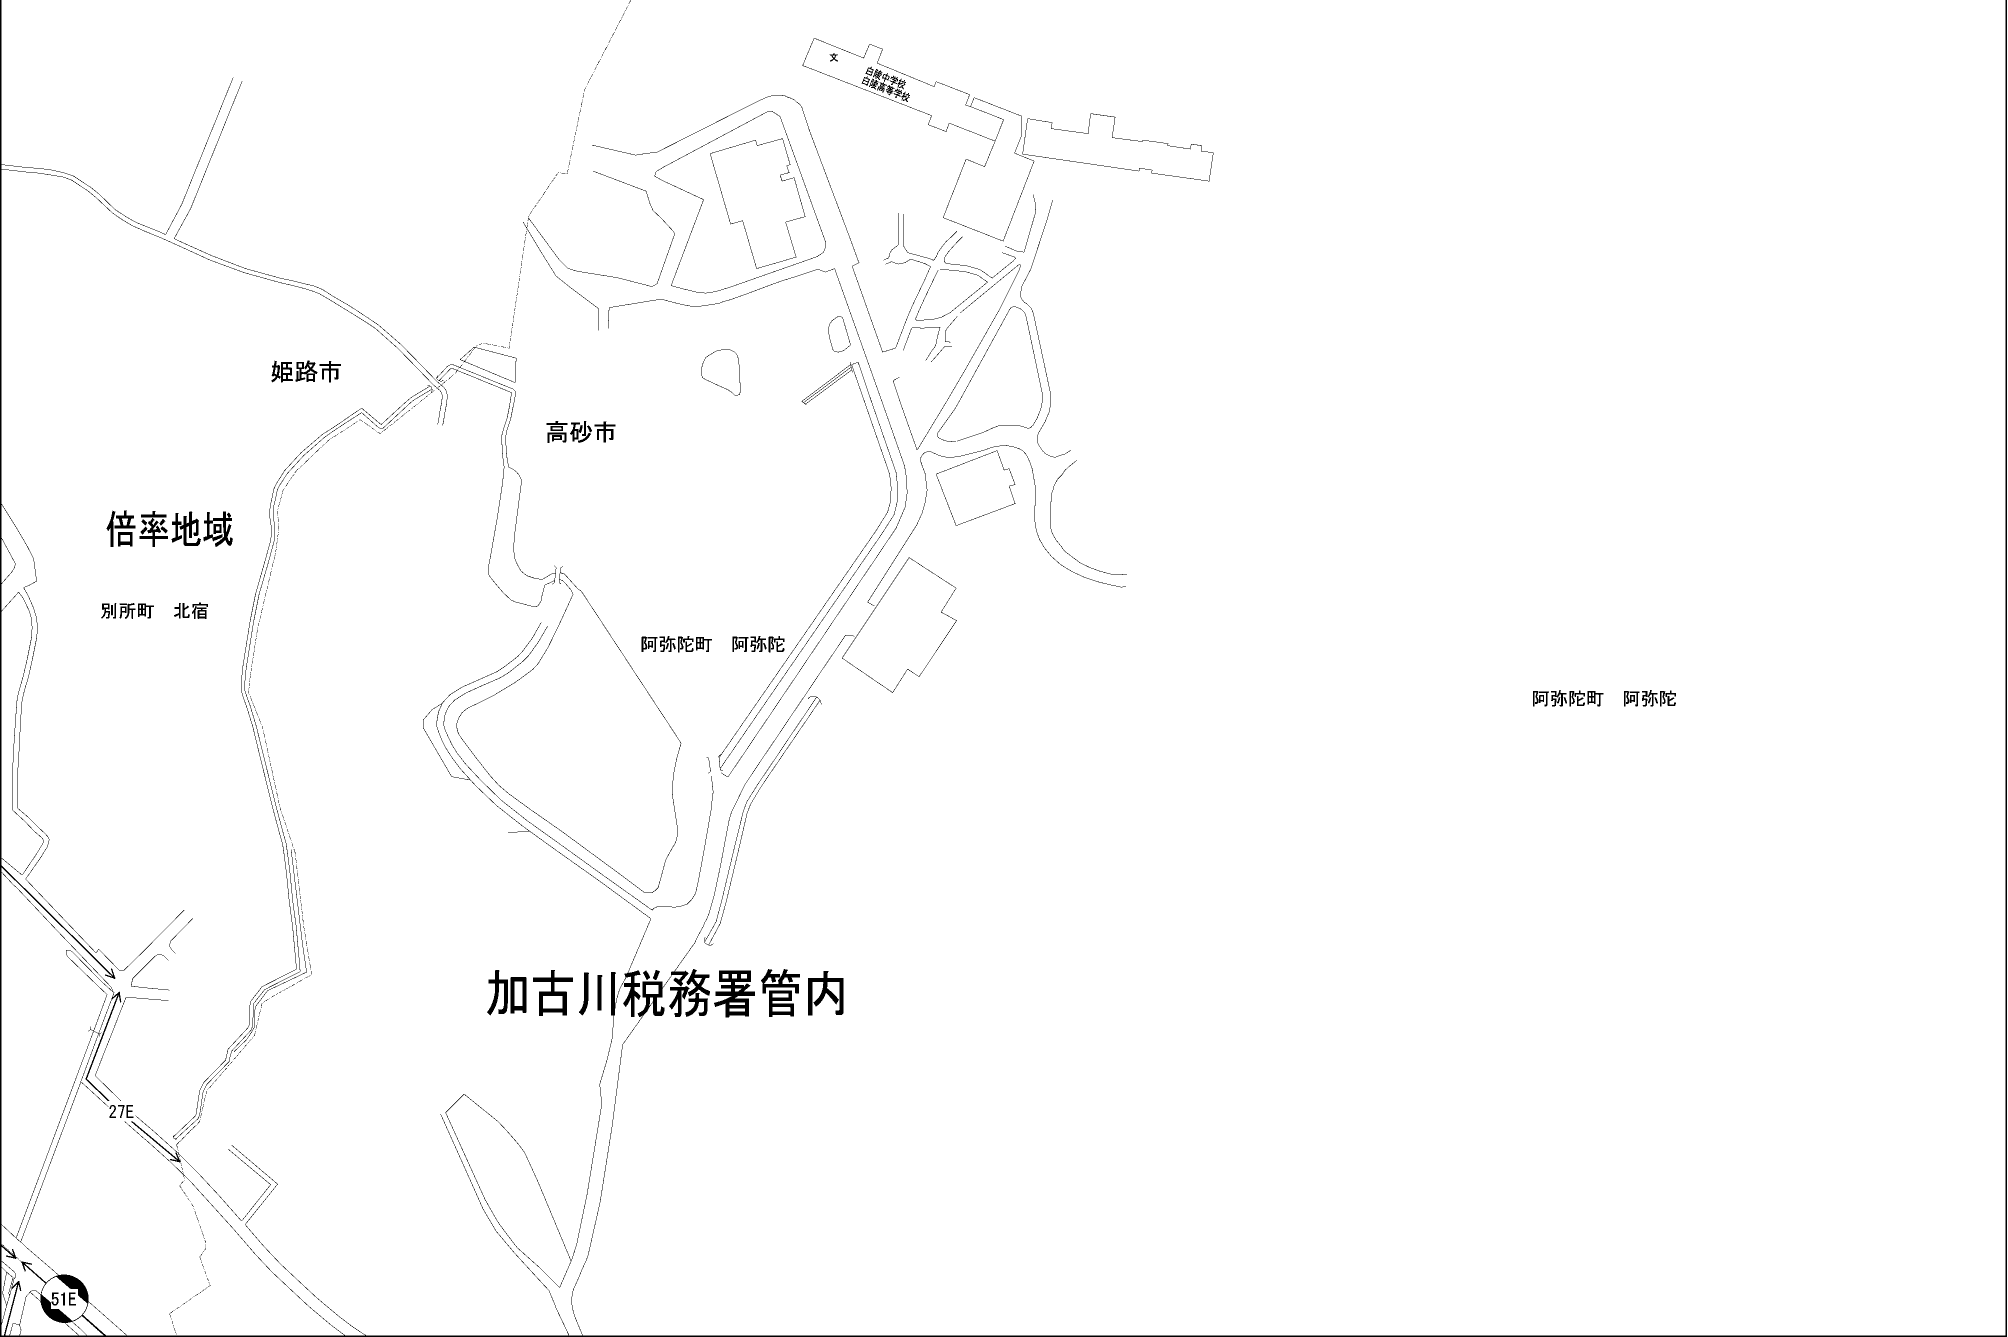 文
白陵中学校
白陵高等学校
姫路市
高砂市
倍率地域
別所町 北宿
阿弥陀町 阿弥陀
阿弥陀町 阿弥陀
加古川税務署管内
27E
51E